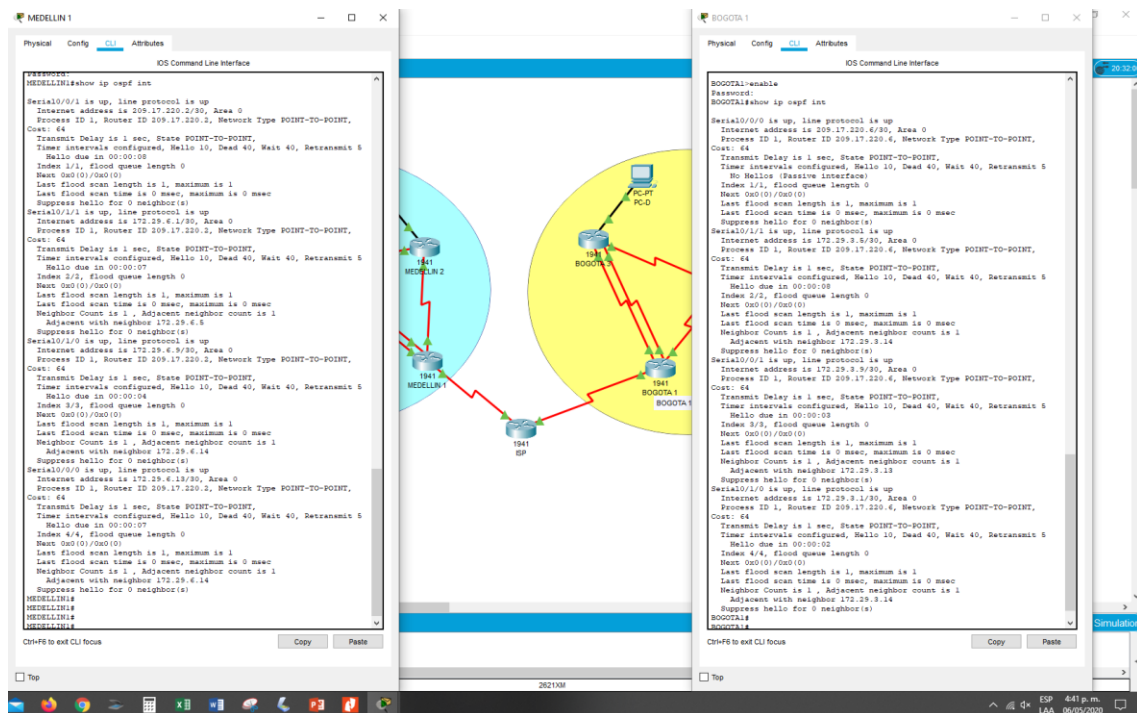 MEDELLIN 1
Physical Config CLI Attributes
IOS Command Line Interface
Password:
MEDELLIN1#show ip ospf int
Serial0/0/1 is up, line protocol is up
Internet address is 209.17.220.2/30, Area 0
Process ID 1, Router ID 209.17.220.2, Network Type POINT-TO-POINT,
Cost: 64
Transmit Delay is 1 sec, State POINT-TO-POINT,
Timer intervals configured, Hello 10, Dead 40, Wait 40, Retransmit 5
Hello due in 00:00:08
Index 1/1, flood queue length 0
Next 0x0(0)/0x0(0)
Last flood scan length is 1, maximum is 1
Last flood scan time is 0 msec, maximum is 0 msec
Suppress hello for 0 neighbor(s)
Serial0/1/1 is up, line protocol is up
Internet address is 172.29.6.1/30, Area 0
Process ID 1, Router ID 209.17.220.2, Network Type POINT-TO-POINT,
Cost: 64
Transmit Delay is 1 sec, State POINT-TO-POINT,
Timer intervals configured, Hello 10, Dead 40, Wait 40, Retransmit 5
Hello due in 00:00:07
Index 2/2, flood queue length 0
Next 0x0(0)/0x0(0)
Last flood scan length is 1, maximum is 1
Last flood scan time is 0 msec, maximum is 0 msec
Neighbor Count is 1 , Adjacent neighbor count is 1
Adjacent with neighbor 172.29.6.5
Suppress hello for 0 neighbor(s)
Serial0/1/0 is up, line protocol is up
Internet address is 172.29.6.9/30, Area 0
Process ID 1, Router ID 209.17.220.2, Network Type POINT-TO-POINT,
Cost: 64
Transmit Delay is 1 sec, State POINT-TO-POINT,
Timer intervals configured, Hello 10, Dead 40, Wait 40, Retransmit 5
Hello due in 00:00:04
Index 3/3, flood queue length 0
Next 0x0(0)/0x0(0)
Last flood scan length is 1, maximum is 1
Last flood scan time is 0 msec, maximum is 0 msec
Neighbor Count is 1 , Adjacent neighbor count is 1
Adjacent with neighbor 172.29.6.14
Suppress hello for 0 neighbor(s)
Serial0/0/0 is up, line protocol is up
Internet address is 172.29.6.13/30, Area 0
Process ID 1, Router ID 209.17.220.2, Network Type POINT-TO-POINT,
Cost: 64
Transmit Delay is 1 sec, State POINT-TO-POINT,
Timer intervals configured, Hello 10, Dead 40, Wait 40, Retransmit 5
Hello due in 00:00:07
Index 4/4, flood queue length 0
Next 0x0(0)/0x0(0)
Last flood scan length is 1, maximum is 1
Last flood scan time is 0 msec, maximum is 0 msec
Neighbor Count is 1 , Adjacent neighbor count is 1
Adjacent with neighbor 172.29.6.14
Suppress hello for 0 neighbor(s)
MEDELLIN1#
MEDELLIN1#
MEDELLIN1#
MEDELLIN1#
Ctrl+F6 to exit CLI focus
Copy Paste
Top
1941
MEDELLIN 2
1941
MEDELLIN 1
1941
ISP
PC-PT
PC-D
1941
BOGOTA 3
1941
BOGOTA 1
BOGOTA 1
2621XM
BOGOTA 1
Physical Config CLI Attributes
IOS Command Line Interface
BOGOTA1>enable
Password:
BOGOTA1#show ip ospf int
Serial0/0/0 is up, line protocol is up
Internet address is 209.17.220.6/30, Area 0
Process ID 1, Router ID 209.17.220.6, Network Type POINT-TO-POINT,
Cost: 64
Transmit Delay is 1 sec, State POINT-TO-POINT,
Timer intervals configured, Hello 10, Dead 40, Wait 40, Retransmit 5
No Hellos (Passive interface)
Index 1/1, flood queue length 0
Next 0x0(0)/0x0(0)
Last flood scan length is 1, maximum is 1
Last flood scan time is 0 msec, maximum is 0 msec
Suppress hello for 0 neighbor(s)
Serial0/1/1 is up, line protocol is up
Internet address is 172.29.3.5/30, Area 0
Process ID 1, Router ID 209.17.220.6, Network Type POINT-TO-POINT,
Cost: 64
Transmit Delay is 1 sec, State POINT-TO-POINT,
Timer intervals configured, Hello 10, Dead 40, Wait 40, Retransmit 5
Hello due in 00:00:08
Index 2/2, flood queue length 0
Next 0x0(0)/0x0(0)
Last flood scan length is 1, maximum is 1
Last flood scan time is 0 msec, maximum is 0 msec
Neighbor Count is 1 , Adjacent neighbor count is 1
Adjacent with neighbor 172.29.3.14
Suppress hello for 0 neighbor(s)
Serial0/0/1 is up, line protocol is up
Internet address is 172.29.3.9/30, Area 0
Process ID 1, Router ID 209.17.220.6, Network Type POINT-TO-POINT,
Cost: 64
Transmit Delay is 1 sec, State POINT-TO-POINT,
Timer intervals configured, Hello 10, Dead 40, Wait 40, Retransmit 5
Hello due in 00:00:03
Index 3/3, flood queue length 0
Next 0x0(0)/0x0(0)
Last flood scan length is 1, maximum is 1
Last flood scan time is 0 msec, maximum is 0 msec
Neighbor Count is 1 , Adjacent neighbor count is 1
Adjacent with neighbor 172.29.3.13
Suppress hello for 0 neighbor(s)
Serial0/1/0 is up, line protocol is up
Internet address is 172.29.3.1/30, Area 0
Process ID 1, Router ID 209.17.220.6, Network Type POINT-TO-POINT,
Cost: 64
Transmit Delay is 1 sec, State POINT-TO-POINT,
Timer intervals configured, Hello 10, Dead 40, Wait 40, Retransmit 5
Hello due in 00:00:02
Index 4/4, flood queue length 0
Next 0x0(0)/0x0(0)
Last flood scan length is 1, maximum is 1
Last flood scan time is 0 msec, maximum is 0 msec
Neighbor Count is 1 , Adjacent neighbor count is 1
Adjacent with neighbor 172.29.3.14
Suppress hello for 0 neighbor(s)
BOGOTA1#
BOGOTA1#
Ctrl+F6 to exit CLI focus
Copy Paste
Top
Simulation
ESP 4:41 p. m.
LAA 06/05/2020